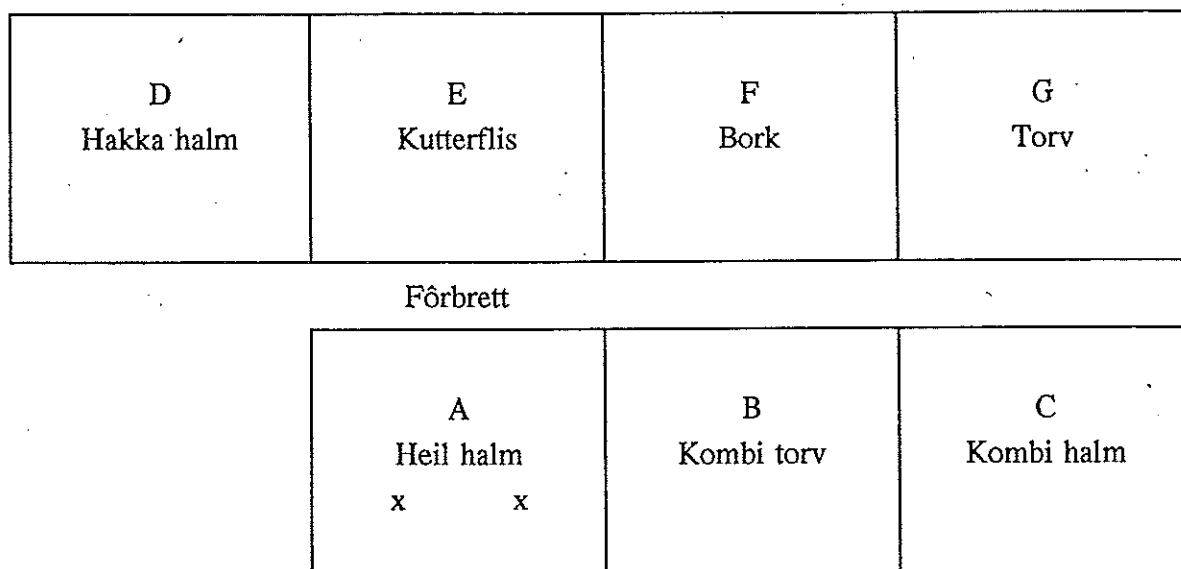 D
Hakka halm
E
Kutterflis
F
Bork
G
Torv
Fôrbrett
A
Heil halm
x x
B
Kombi torv
C
Kombi halm